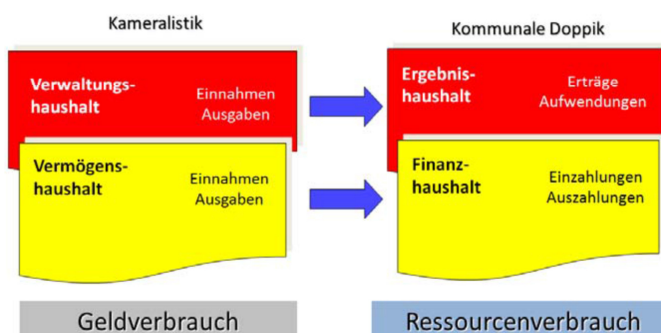 Kameralistik
Kommunale Doppik
Verwaltungs-
haushalt
Einnahmen
Ausgaben
Ergebnis-
haushalt
Erträge
Aufwendungen
Vermögens-
haushalt
Einnahmen
Ausgaben
Finanz-
haushalt
Einzahlungen
Auszahlungen
Geldverbrauch
Ressourcenverbrauch